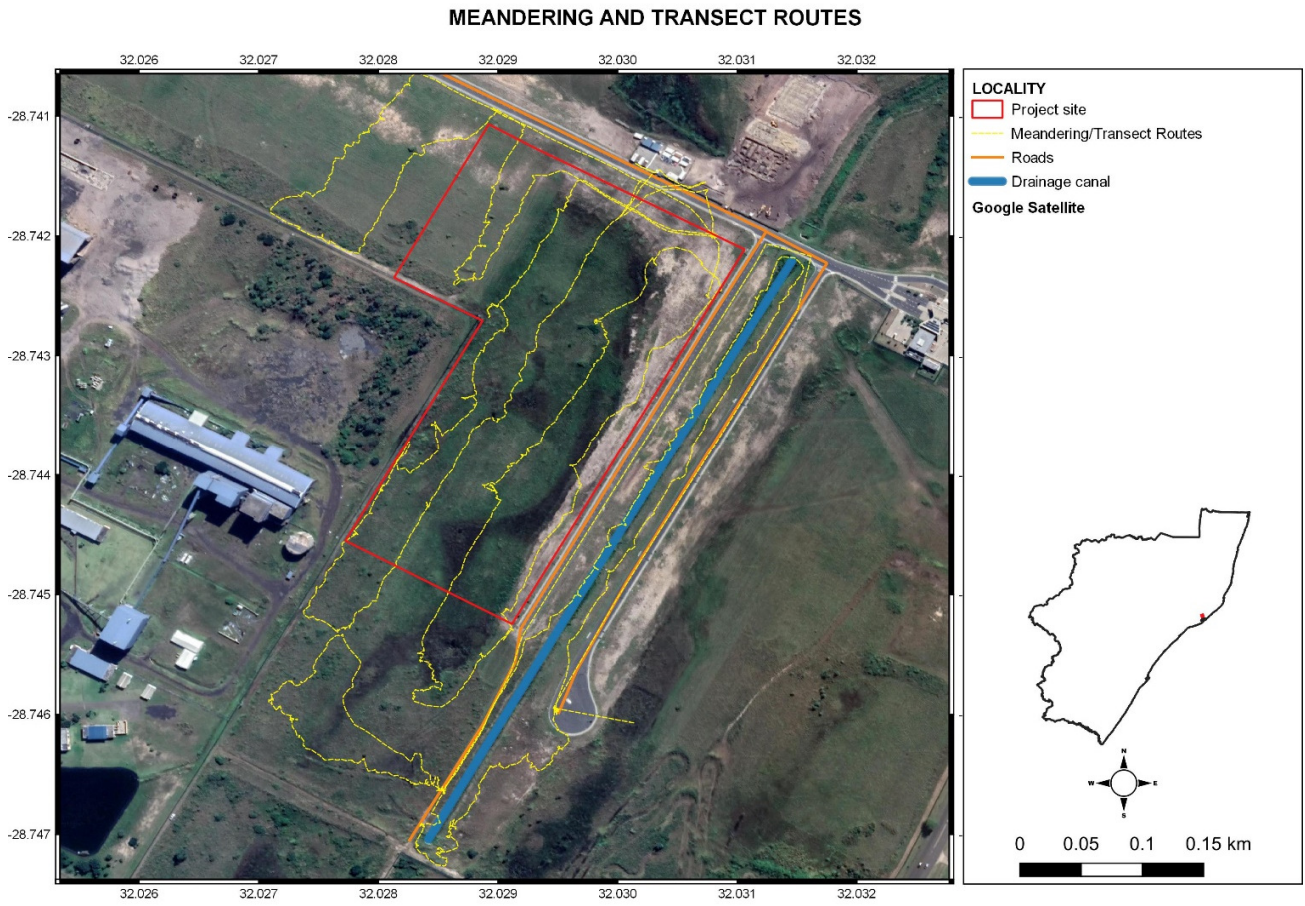 MEANDERING AND TRANSECT ROUTES
32.026 32.027 32.028 32.029 32.030 32.031 32.032
-28.741
-28.742
-28.743
-28.744
-28.745
-28.746
-28.747
32.026 32.027 32.028 32.029 32.030 32.031 32.032
LOCALITY
Project site
Meandering/Transect Routes
Roads
Drainage canal
Google Satellite
N
W E
S
0 0.05 0.1 0.15 km